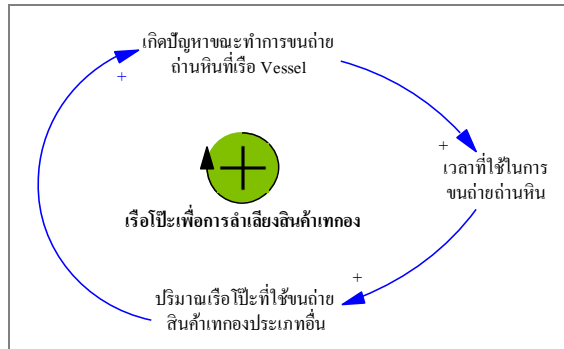 เกิดปัญหาขณะทำการขนถ่าย
ถ่านหินที่เรือ Vessel
+
+
เวลาที่ใช้ในการ
ขนถ่ายถ่านหิน
เรือโป๊ะเพื่อการลำเลียงสินค้าเทกอง
+
ปริมาณเรือโป๊ะที่ใช้ขนถ่าย
สินค้าเทกองประเภทอื่น